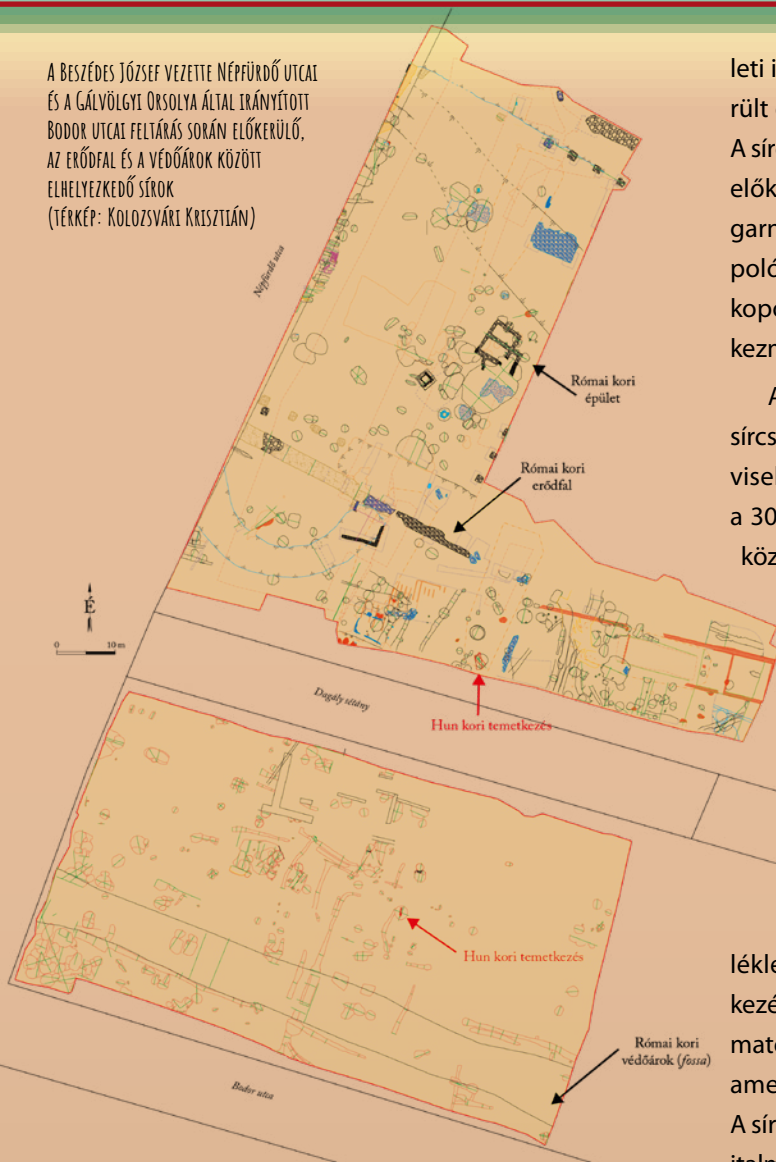 A Beszédes József vezette Népfürdő utcai
és a Gálvölgyi Orsolya által irányított
Bodor utcai feltárás során előkerülő,
az erődfal és a védőárok között
elhelyezkedő sírok
(térkép: Kolozsvári Krisztián)
Népfürdő utca
Római kori
épület
Római kori
erődfal
É
0 10 m
Dagály sétány
Hun kori temetkezés
Hun kori temetkezés
Római kori
védőárok (fossa)
Bodor utca
leti i
rült
A sír
elők
garn
poló
kopo
kezn
A
sírcs
visel
a 30
köz
lékle
kezé
mate
ame
A sír